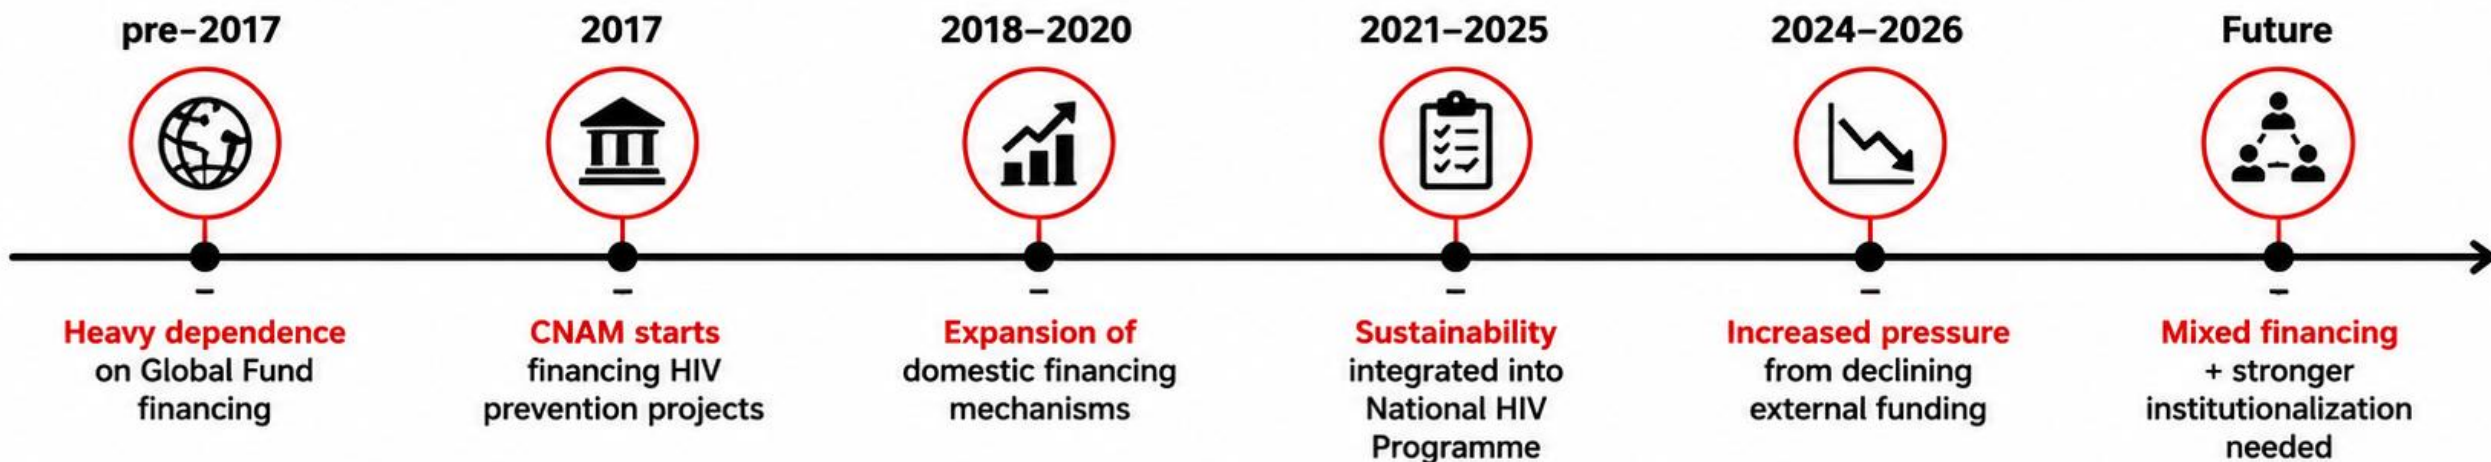 pre–2017
2017
2018–2020
2021–2025
2024–2026
Future
Heavy dependence
on Global Fund
financing
CNAM starts
financing HIV
prevention projects
Expansion of
domestic financing
mechanisms
Sustainability
integrated into
National HIV
Programme
Increased pressure
from declining
external funding
Mixed financing
+ stronger
institutionalization
needed